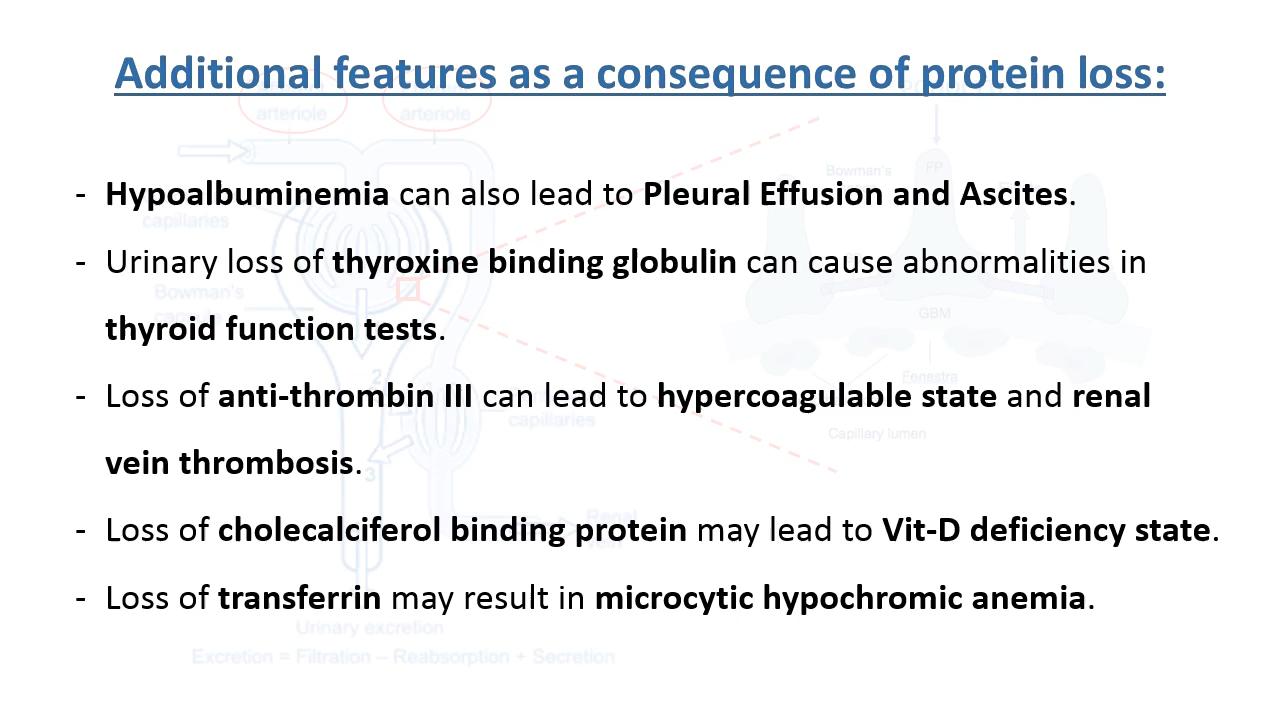 Additional features as a consequence of protein loss:
arteriole
arteriole
Bowman's
FP
- Hypoalbuminemia can also lead to Pleural Effusion and Ascites.
capillaries
- Urinary loss of thyroxine binding globulin can cause abnormalities in
Bowman's
GBM
thyroid function tests.
Fenestra
2
- Loss of anti-thrombin III can lead to hypercoagulable state and renal
capillaries
Capillary lumen
vein thrombosis.
3
Renal
- Loss of cholecalciferol binding protein may lead to Vit-D deficiency state.
- Loss of transferrin may result in microcytic hypochromic anemia.
Urinary excretion
Excretion = Filtration – Reabsorption + Secretion